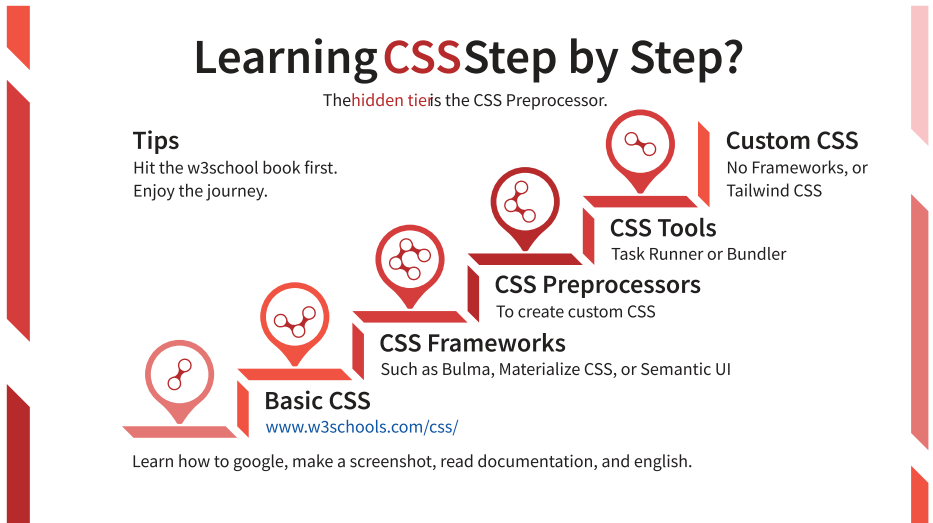 Learning CSS Step by Step?
The hidden tier is the CSS Preprocessor.
Tips
Hit the w3school book first.
Enjoy the journey.
Custom CSS
No Frameworks, or
Tailwind CSS
CSS Tools
Task Runner or Bundler
CSS Preprocessors
To create custom CSS
CSS Frameworks
Such as Bulma, Materialize CSS, or Semantic UI
Basic CSS
www.w3schools.com/css/
Learn how to google, make a screenshot, read documentation, and english.